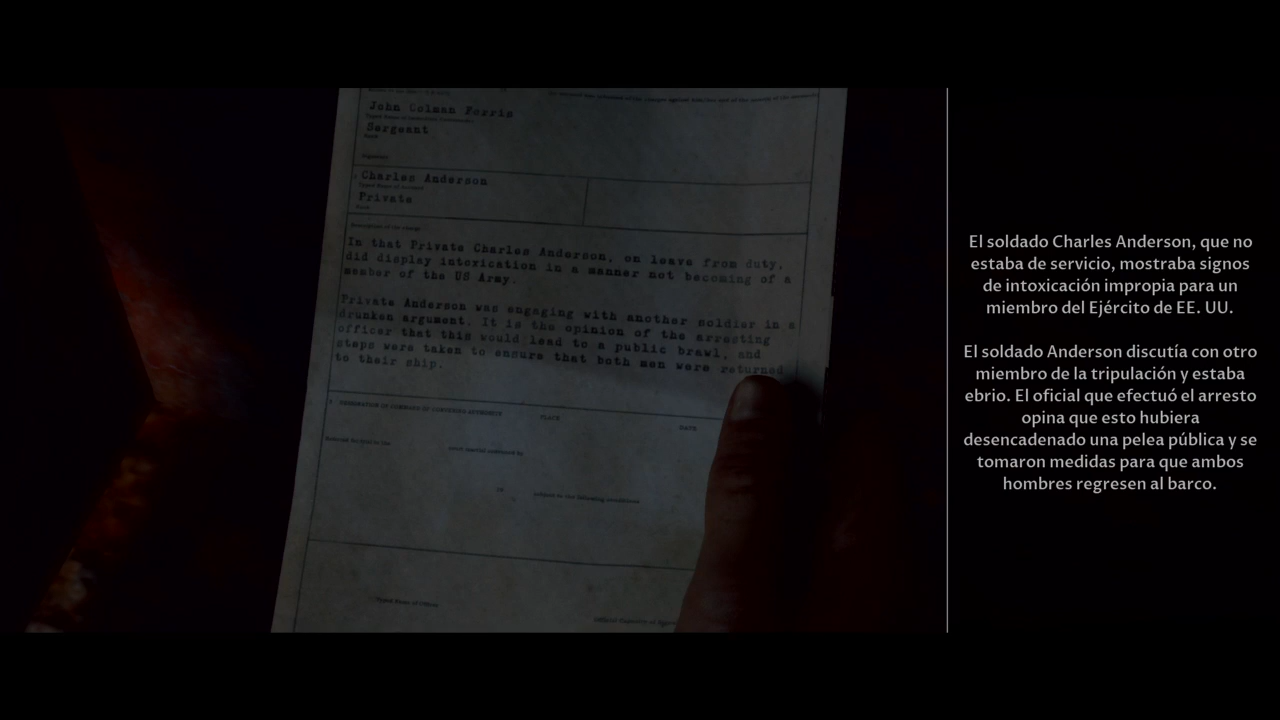 John Colman Ferris
Sergeant
Charles Anderson
Private
In that Private Charles Anderson, on leave from duty,
did display intoxication in a manner not becoming of a
member of the US Army.
Private Anderson was engaging with another soldier in a
drunken argument. It is the opinion of the arresting
officer that this would lead to a public brawl, and
steps were taken to ensure that both men were returned
to their ship.
PLACE
DATE
El soldado Charles Anderson, que no
estaba de servicio, mostraba signos
de intoxicación impropia para un
miembro del Ejército de EE. UU.
El soldado Anderson discutía con otro
miembro de la tripulación y estaba
ebrio. El oficial que efectuó el arresto
opina que esto hubiera
desencadenado una pelea pública y se
tomaron medidas para que ambos
hombres regresen al barco.